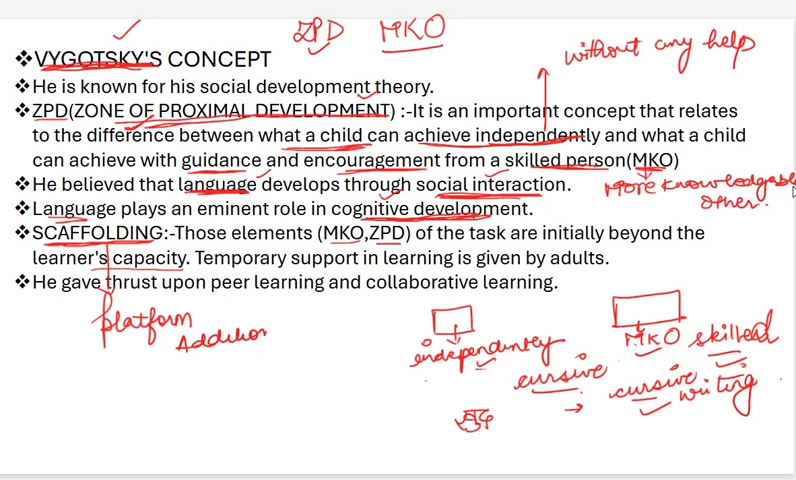 ZPD MKO
without any help
❖VYGOTSKY'S CONCEPT
❖He is known for his social development theory.
❖ZPD(ZONE OF PROXIMAL DEVELOPMENT) :-It is an important concept that relates
to the difference between what a child can achieve independently and what a child
can achieve with guidance and encouragement from a skilled person(MKO)
❖He believed that language develops through social interaction.
More Knowledgable
other.
❖Language plays an eminent role in cognitive development.
❖SCAFFOLDING:-Those elements (MKO,ZPD) of the task are initially beyond the
learner's capacity. Temporary support in learning is given by adults.
❖He gave thrust upon peer learning and collaborative learning.
platform
Addition
independently
MKO skilled
cursive
cursive writing